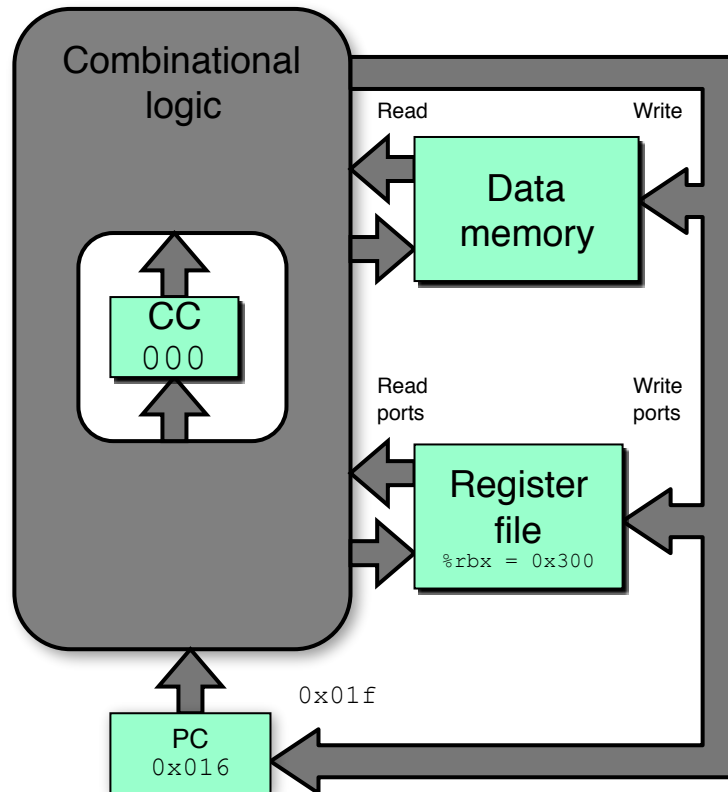 Combinational
logic
Read
Write
Data
memory
CC
000
Read
ports
Write
ports
Register
file
%rbx = 0x300
0x01f
PC
0x016